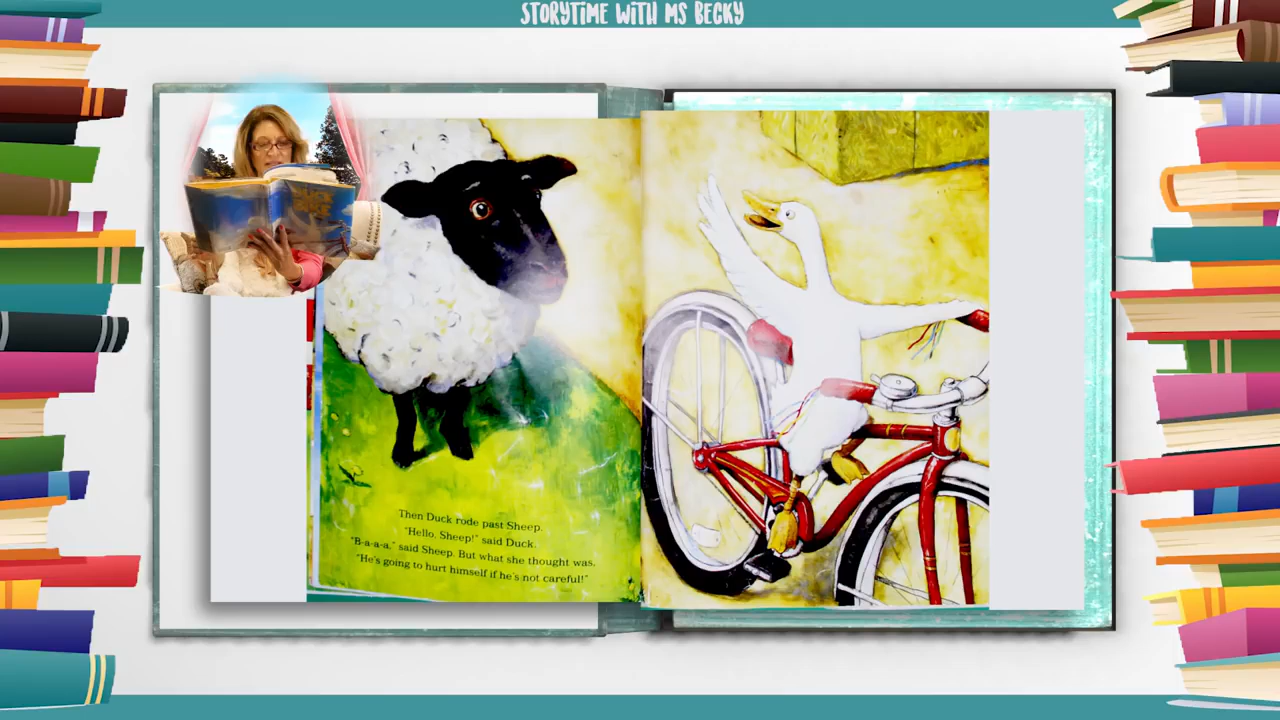 STORYTIME WITH MS BECKY
Then Duck rode past Sheep.
"Hello, Sheep!" said Duck.
"B-a-a-a," said Sheep. But what she thought was,
"He's going to hurt himself if he's not careful!"